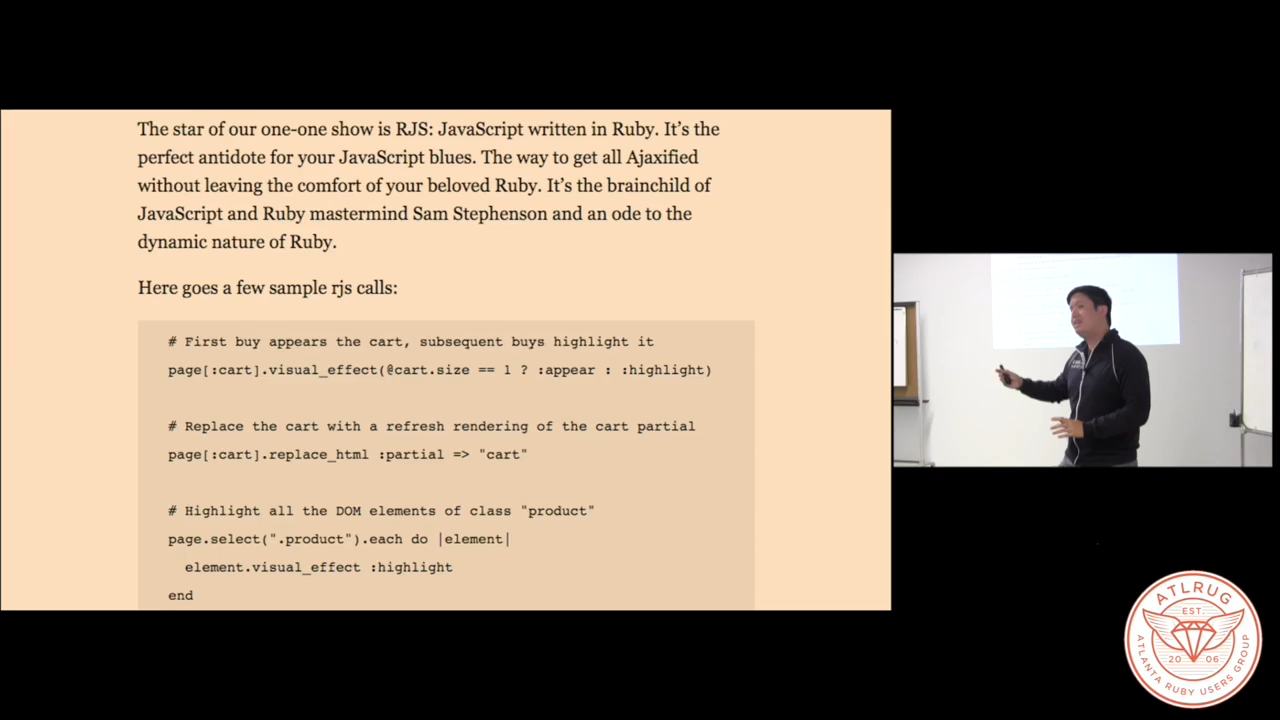 The star of our one-one show is RJS: JavaScript written in Ruby. It’s the
perfect antidote for your JavaScript blues. The way to get all Ajaxified
without leaving the comfort of your beloved Ruby. It’s the brainchild of
JavaScript and Ruby mastermind Sam Stephenson and an ode to the
dynamic nature of Ruby.
Here goes a few sample rjs calls:
# First buy appears the cart, subsequent buys highlight it
page[:cart].visual_effect(@cart.size == 1 ? :appear : :highlight)
# Replace the cart with a refresh rendering of the cart partial
page[:cart].replace_html :partial => "cart"
# Highlight all the DOM elements of class "product"
page.select(".product").each do |element|
  element.visual_effect :highlight
end
ATLRUG
EST.
20 06
ATLANTA RUBY USERS GROUP